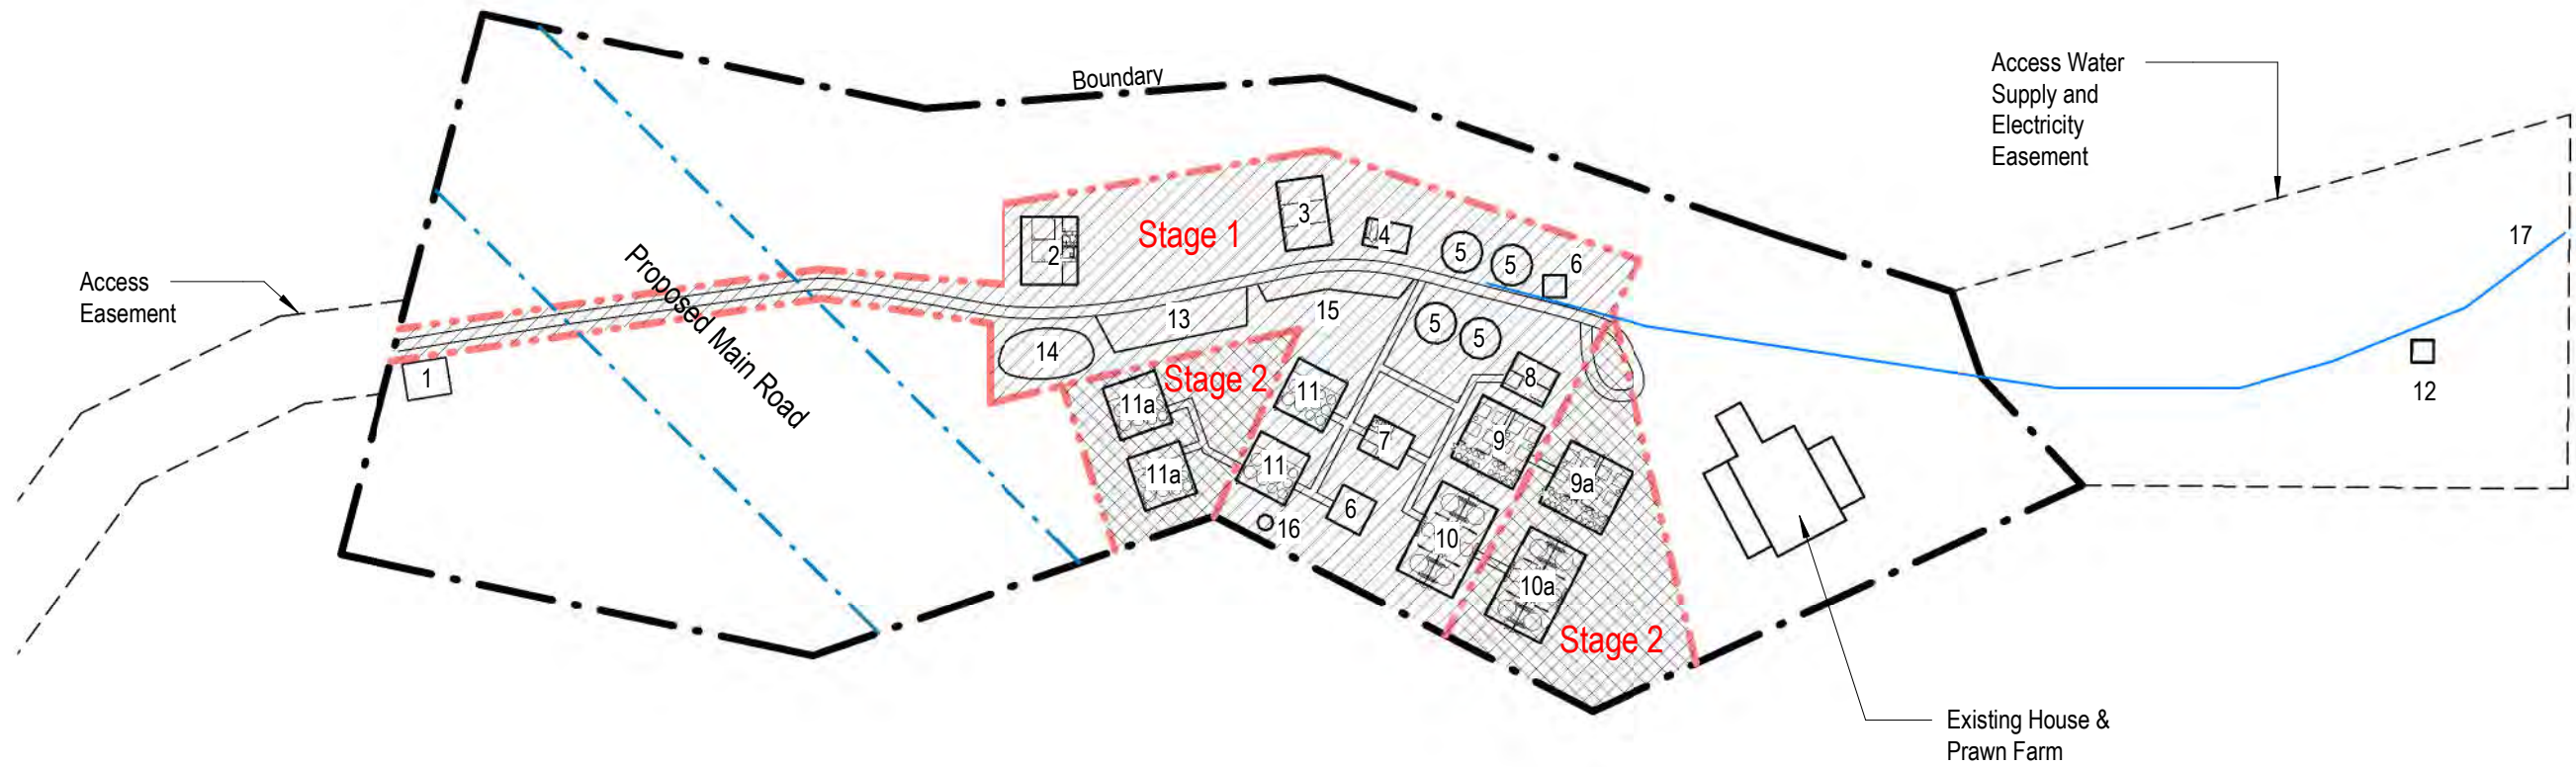 Boundary
Access Water
Supply and
Electricity
Easement
Access
Easement
Proposed Main Road
Stage 1
Stage 2
Stage 2
1
2
3
4
5
5
6
17
5
5
13
15
14
12
11a
11
8
11a
11
7
9
9a
6
16
10
10a
Existing House &
Prawn Farm